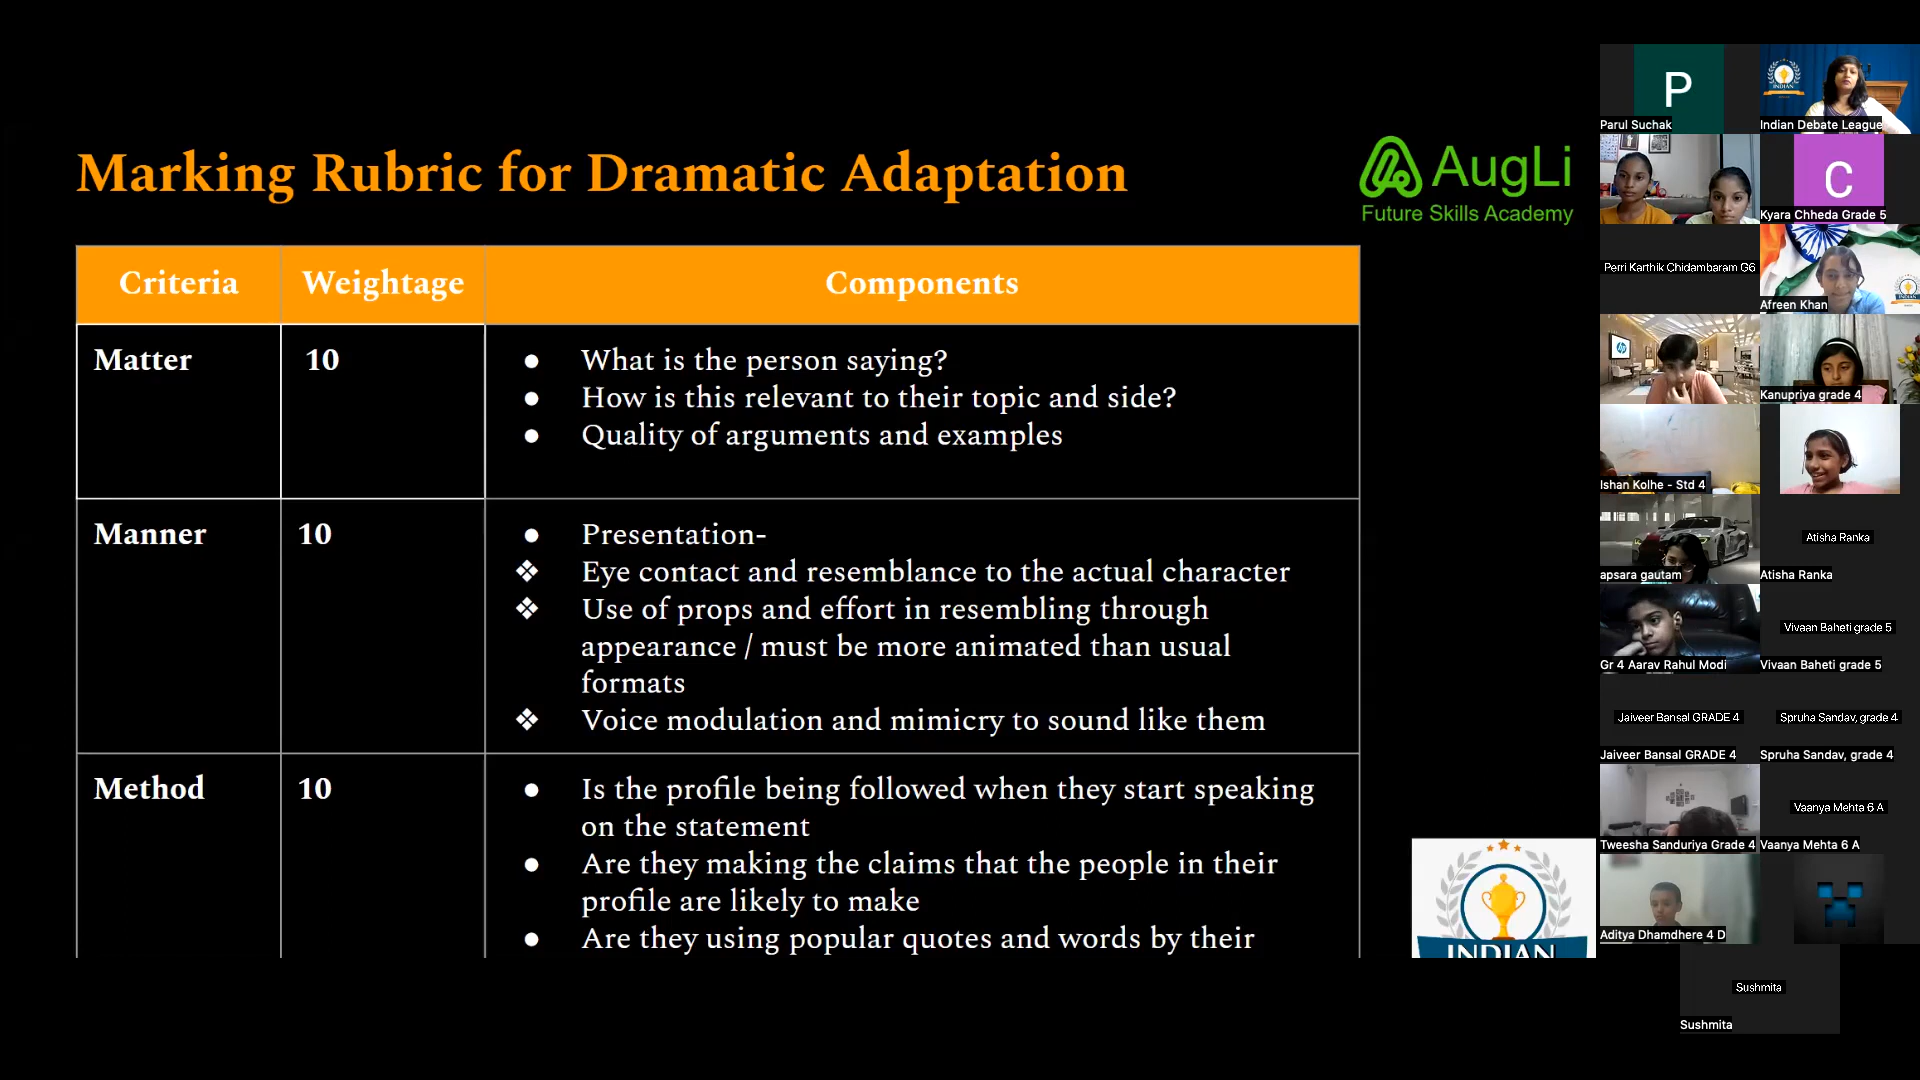 Marking Rubric for Dramatic Adaptation
AugLi
Future Skills Academy
Criteria
Weightage
Components
Matter
10
● What is the person saying?
● How is this relevant to their topic and side?
● Quality of arguments and examples
Manner
10
● Presentation-
❖ Eye contact and resemblance to the actual character
❖ Use of props and effort in resembling through
appearance / must be more animated than usual
formats
❖ Voice modulation and mimicry to sound like them
Method
10
● Is the profile being followed when they start speaking
on the statement
● Are they making the claims that the people in their
profile are likely to make
● Are they using popular quotes and words by their
INDIAN
P
Parul Suchak
INDIAN
Indian Debate League
C
Kyara Chheda Grade 5
Perri Karthik Chidambaram G6
Afreen Khan
hp
Kanupriya grade 4
Ishan Kolhe - Std 4
apsara gautam
Atisha Ranka
Atisha Ranka
Gr 4 Aarav Rahul Modi
Vivaan Baheti grade 5
Vivaan Baheti grade 5
Jaiveer Bansal GRADE 4
Jaiveer Bansal GRADE 4
Spruha Sandav, grade 4
Spruha Sandav, grade 4
Tweesha Sanduriya Grade 4
Vaanya Mehta 6 A
Vaanya Mehta 6 A
Aditya Dhamdhere 4 D
Sushmita
Sushmita